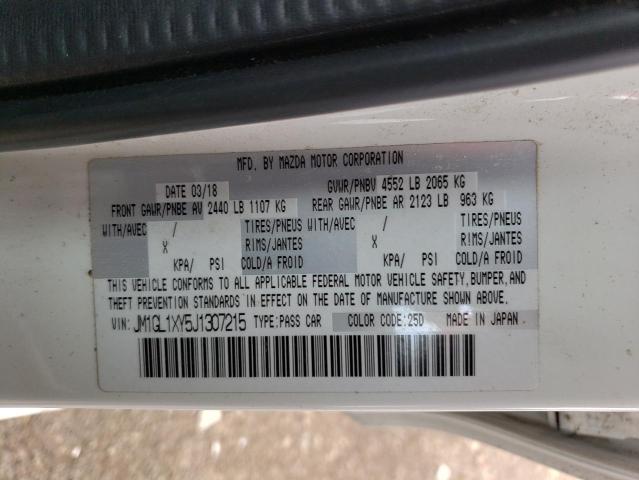 MFD. BY MAZDA MOTOR CORPORATION
DATE 03/18 GVWR/PNBV 4552 LB 2065 KG
FRONT GAWR/PNBE AV 2440 LB 1107 KG REAR GAWR/PNBE AR 2123 LB 963 KG
WITH/AVEC / TIRES/PNEUS WITH/AVEC / TIRES/PNEUS
X RIMS/JANTES X RIMS/JANTES
KPA/ PSI COLD/A FROID KPA/ PSI COLD/A FROID
THIS VEHICLE CONFORMS TO ALL APPLICABLE FEDERAL MOTOR VEHICLE SAFETY, BUMPER, AND
THEFT PREVENTION STANDARDS IN EFFECT ON THE DATE OF MANUFACTURE SHOWN ABOVE.
VIN: JM1GL1XY5J1307215 TYPE:PASS CAR COLOR CODE:25D MADE IN JAPAN